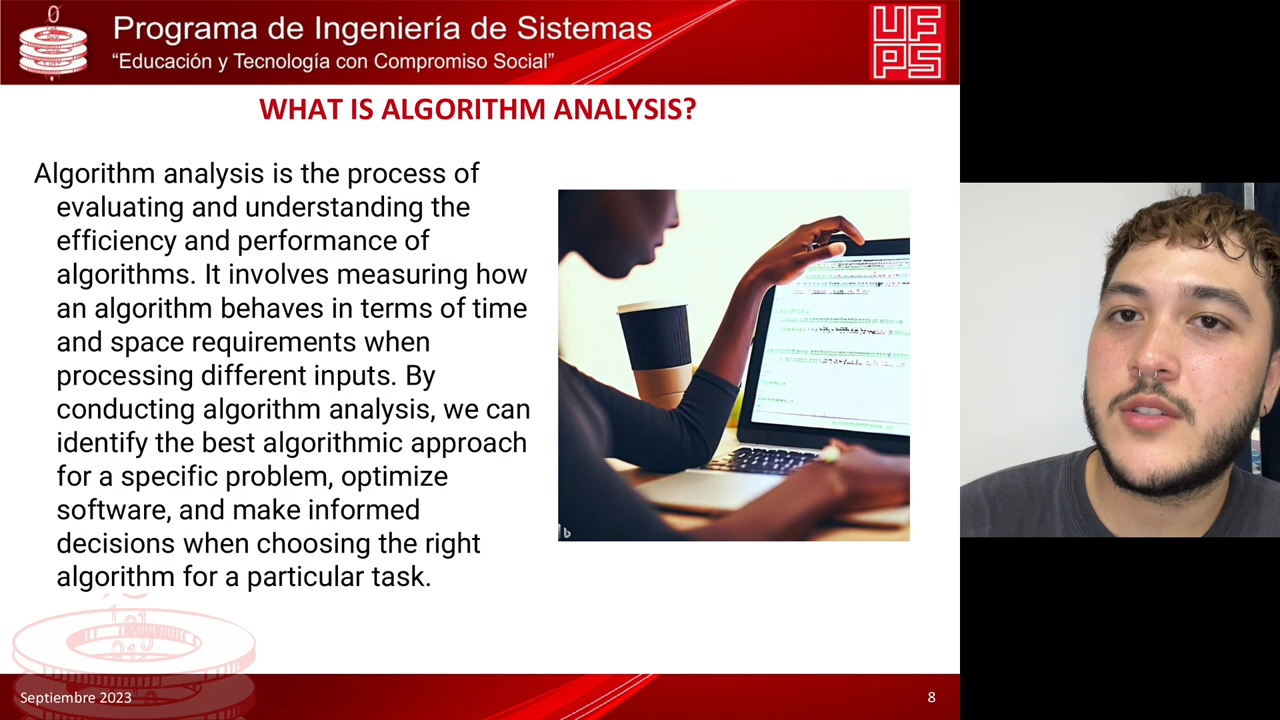 Programa de Ingeniería de Sistemas
“Educación y Tecnología con Compromiso Social”
UF
PS
WHAT IS ALGORITHM ANALYSIS?
Algorithm analysis is the process of
evaluating and understanding the
efficiency and performance of
algorithms. It involves measuring how
an algorithm behaves in terms of time
and space requirements when
processing different inputs. By
conducting algorithm analysis, we can
identify the best algorithmic approach
for a specific problem, optimize
software, and make informed
decisions when choosing the right
algorithm for a particular task.
Septiembre 2023
8